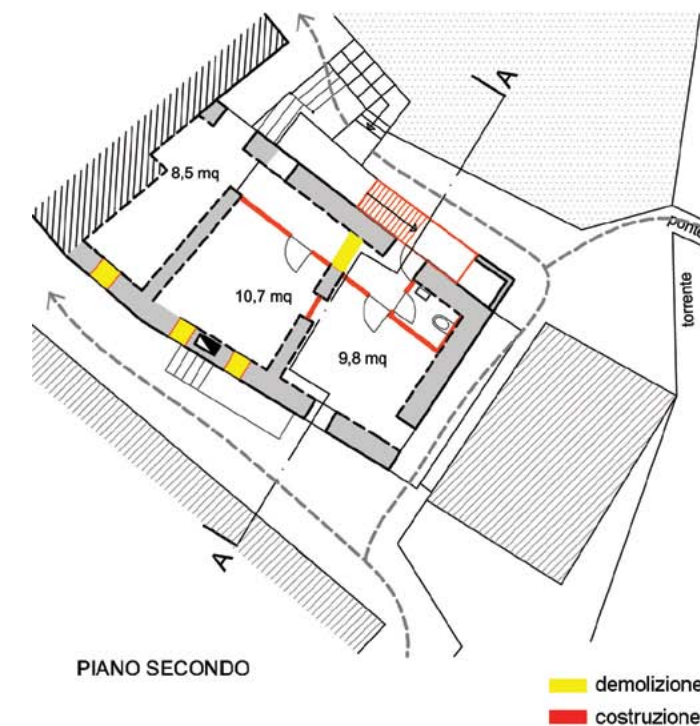 A
8,5 mq
ponte
10,7 mq
torrente
9,8 mq
A
PIANO SECONDO
demolizione
costruzione